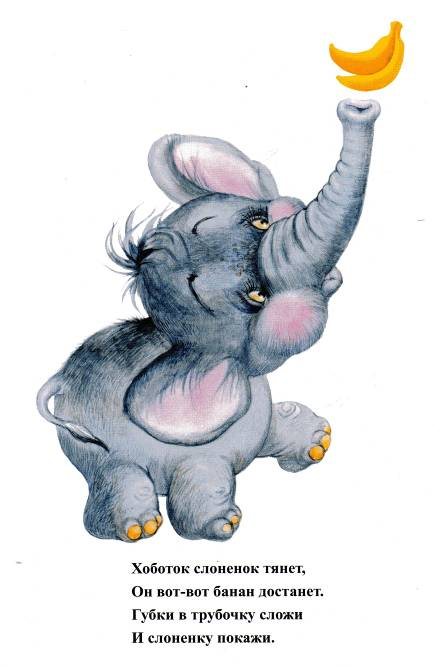 Хоботок слоненок тянет,
Он вот-вот банан достанет.
Губки в трубочку сложи
И слоненку покажи.